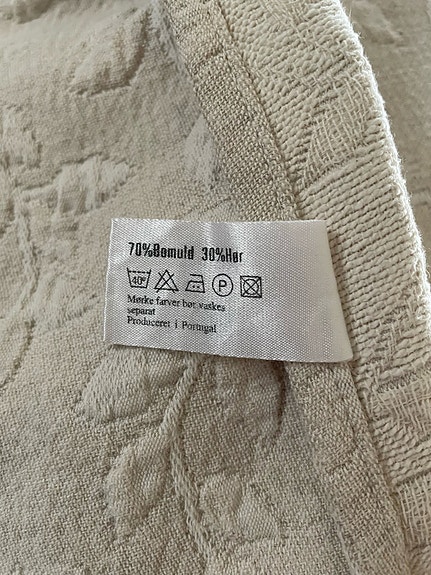 70%Bomuld 30%Hør
40° P
Mørke farver bør vaskes
separat
Produceret i Portugal